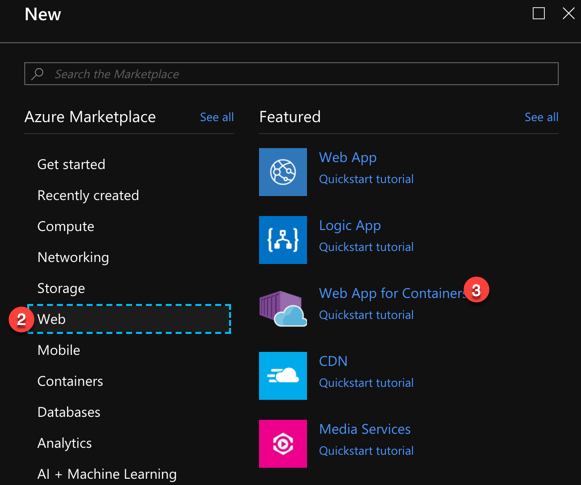 New
Search the Marketplace
Azure Marketplace See all
Get started
Recently created
Compute
Networking
Storage
2 Web
Mobile
Containers
Databases
Analytics
AI + Machine Learning
Featured See all
Web App
Quickstart tutorial
Logic App
Quickstart tutorial
Web App for Containers 3
Quickstart tutorial
CDN
Quickstart tutorial
Media Services
Quickstart tutorial